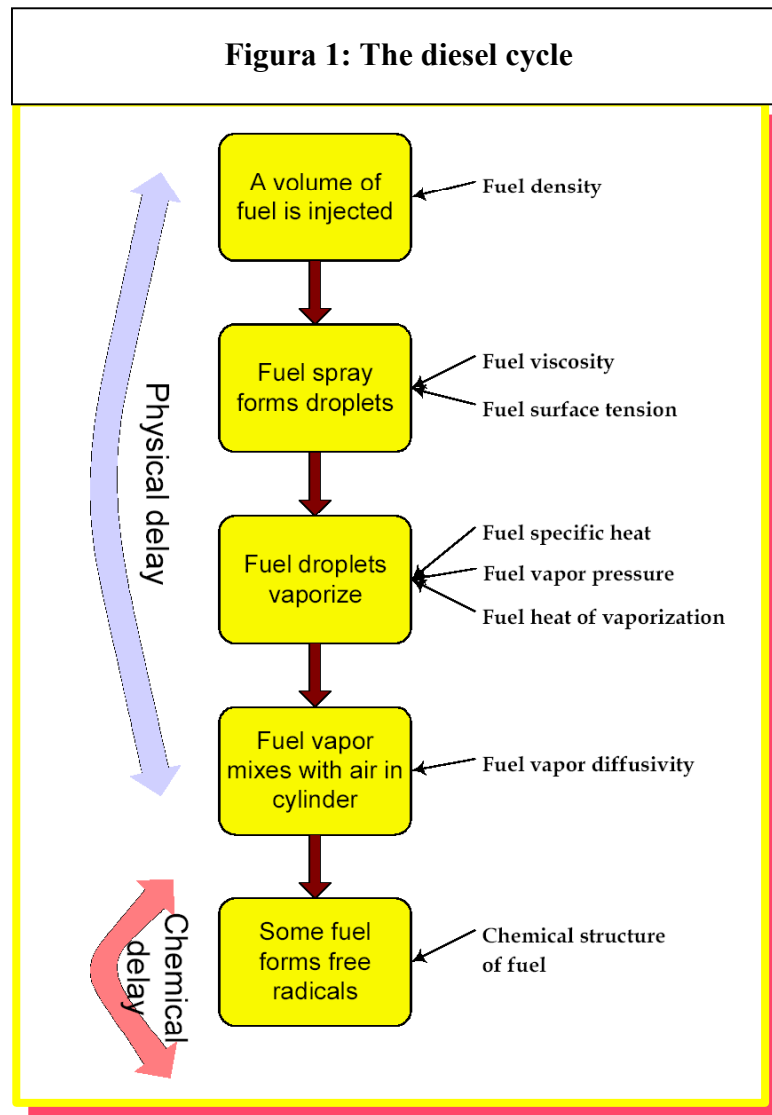 Figura 1: The diesel cycle
A volume of
fuel is injected
Fuel density
Fuel spray
forms droplets
Fuel viscosity
Fuel surface tension
Physical delay
Fuel droplets
vaporize
Fuel specific heat
Fuel vapor pressure
Fuel heat of vaporization
Fuel vapor
mixes with air in
cylinder
Fuel vapor diffusivity
Chemical
delay
Some fuel
forms free
radicals
Chemical structure
of fuel